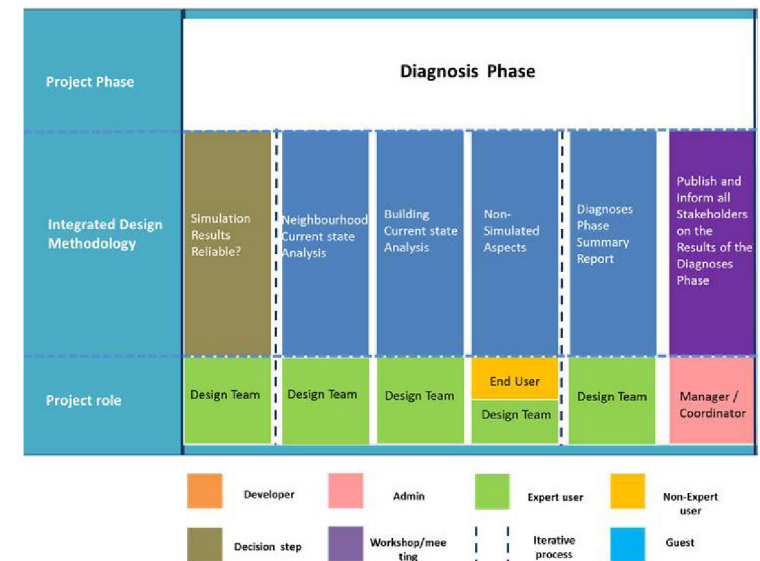 Project Phase
Diagnosis Phase
Integrated Design
Methodology
Simulation
Results
Reliable?
Neighbourhood
Current state
Analysis
Building
Current state
Analysis
Non-
Simulated
Aspects
Diagnoses
Phase
Summary
Report
Publish and
Inform all
Stakeholders
on the
Results of the
Diagnoses
Phase
Project role
Design Team
Design Team
Design Team
End User
Design Team
Design Team
Manager /
Coordinator
Developer
Admin
Expert user
Non-Expert
user
Decision step
Workshop/mee
ting
Iterative
process
Guest